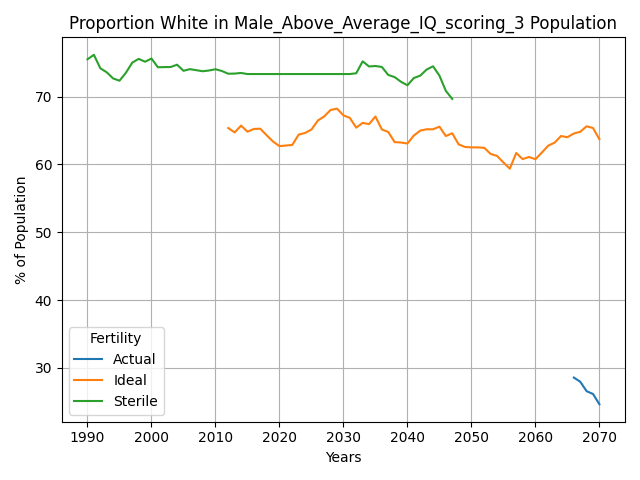 Proportion White in Male_Above_Average_IQ_scoring_3 Population
% of Population
70
60
50
40
30
Fertility
Actual
Ideal
Sterile
1990 2000 2010 2020 2030 2040 2050 2060 2070
Years